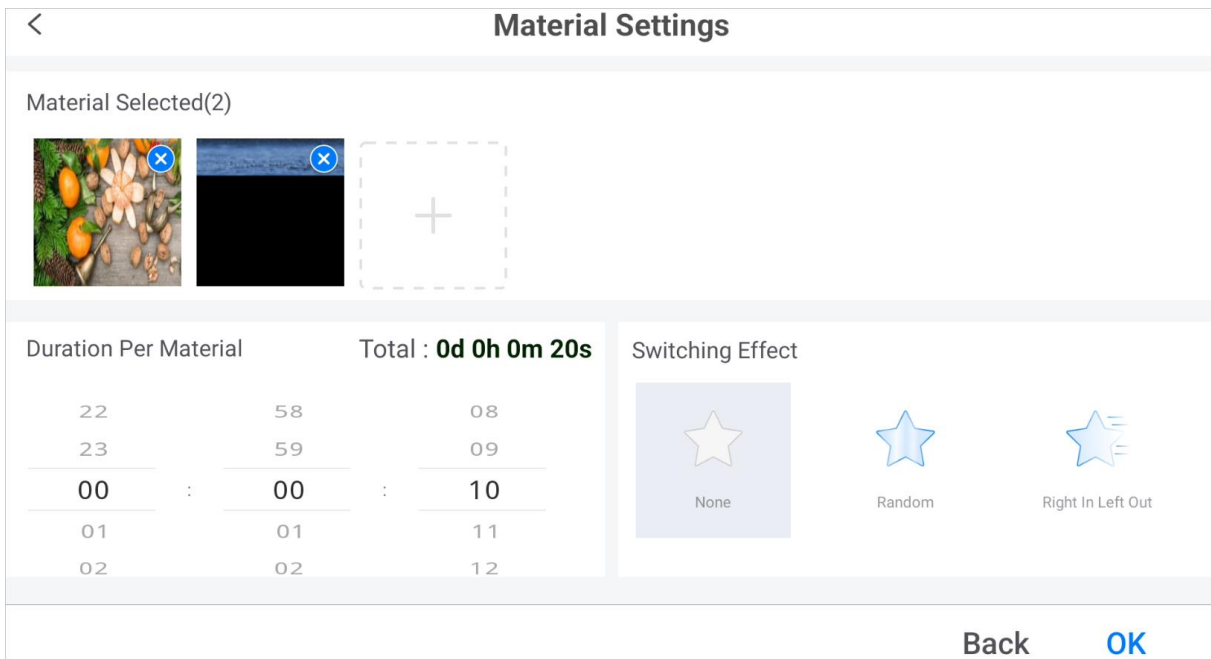 Material Settings
Material Selected(2)
Duration Per Material Total : 0d 0h 0m 20s
22 58 08
23 59 09
00 : 00 : 10
01 01 11
02 02 12
Switching Effect
None Random Right In Left Out
Back OK